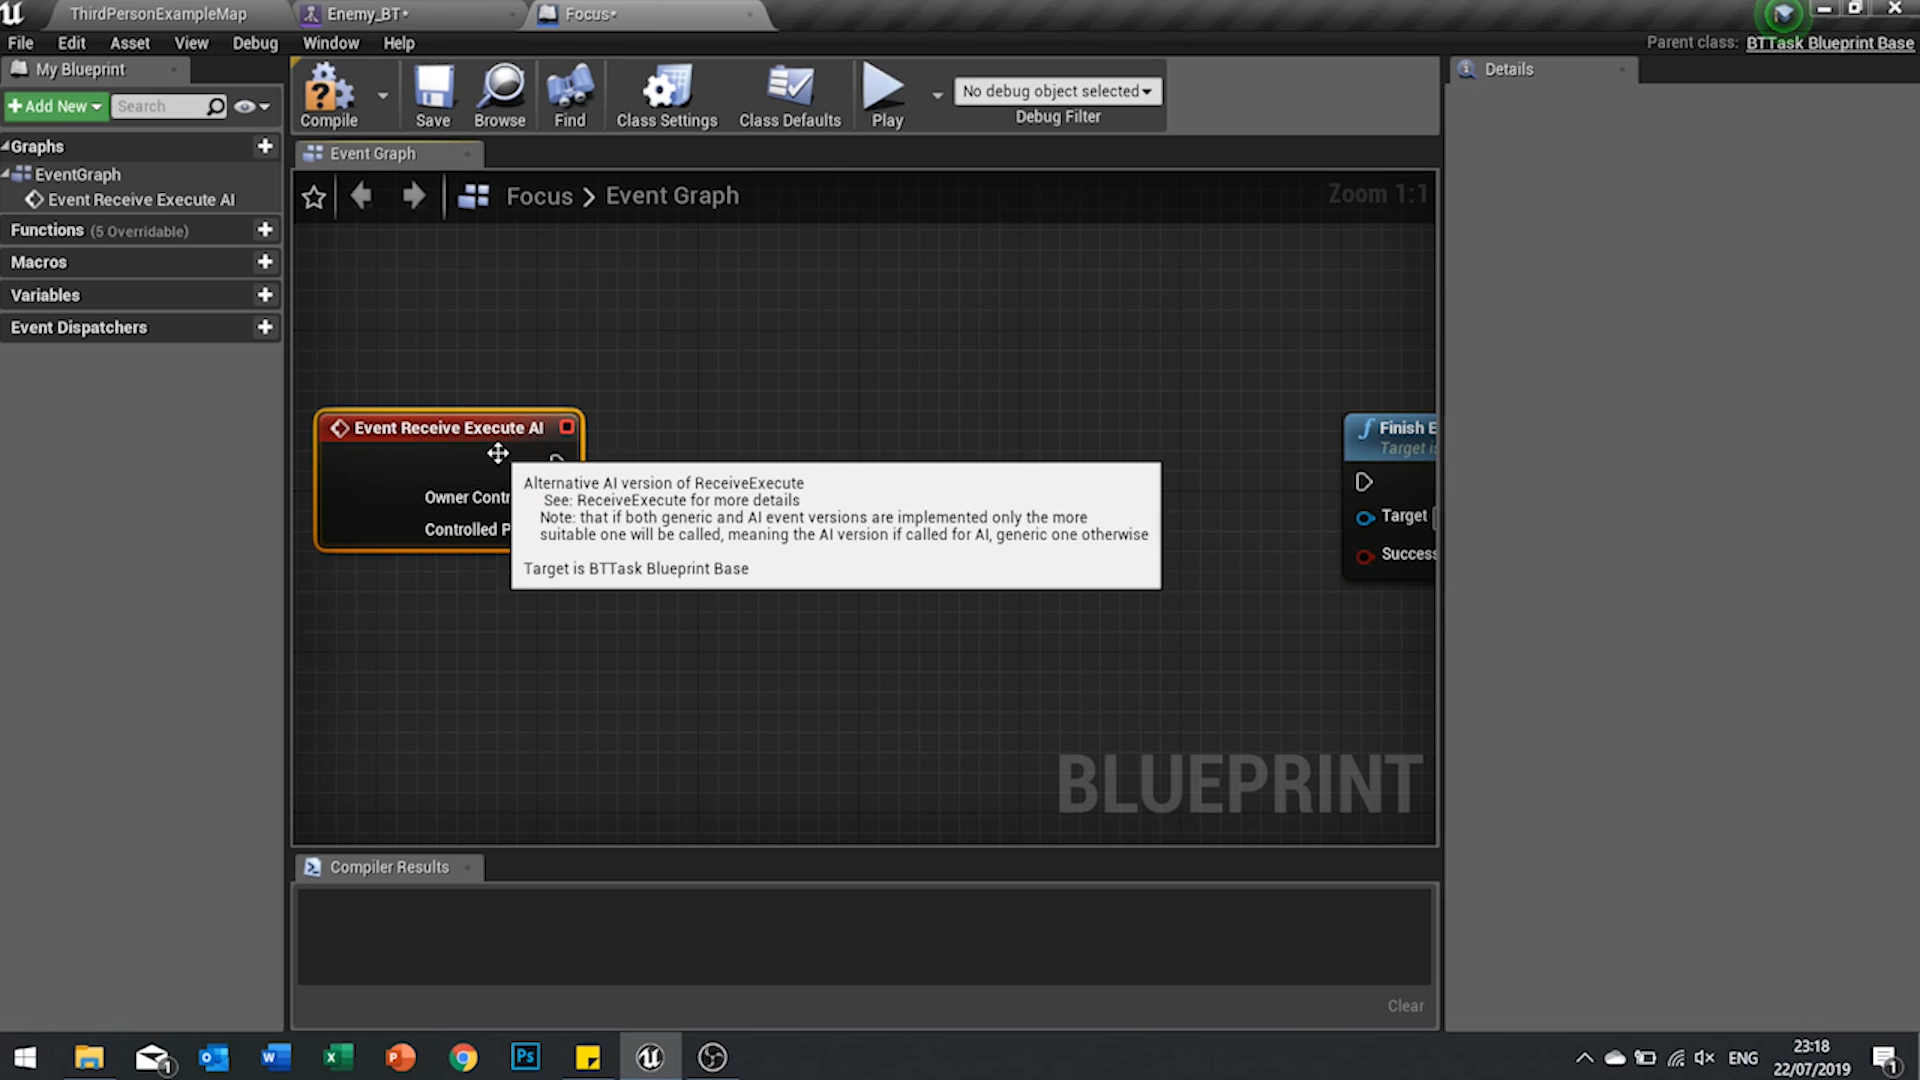 ThirdPersonExampleMap
Enemy_BT*
Focus*
File Edit Asset View Debug Window Help
Parent class: BTTask Blueprint Base
My Blueprint
Add New
Search
Compile
Save
Browse
Find
Class Settings
Class Defaults
Play
No debug object selected
Debug Filter
Details
Graphs
EventGraph
Event Receive Execute AI
Functions (5 Overridable)
Macros
Variables
Event Dispatchers
Event Graph
Focus > Event Graph
Zoom 1:1
Event Receive Execute AI
Owner Contr
Controlled P
Alternative AI version of ReceiveExecute
See: ReceiveExecute for more details
Note: that if both generic and AI event versions are implemented only the more
suitable one will be called, meaning the AI version if called for AI, generic one otherwise
Target is BTTask Blueprint Base
Finish E
Target is
Target
Success
BLUEPRINT
Compiler Results
Clear
ENG
23:18
22/07/2019